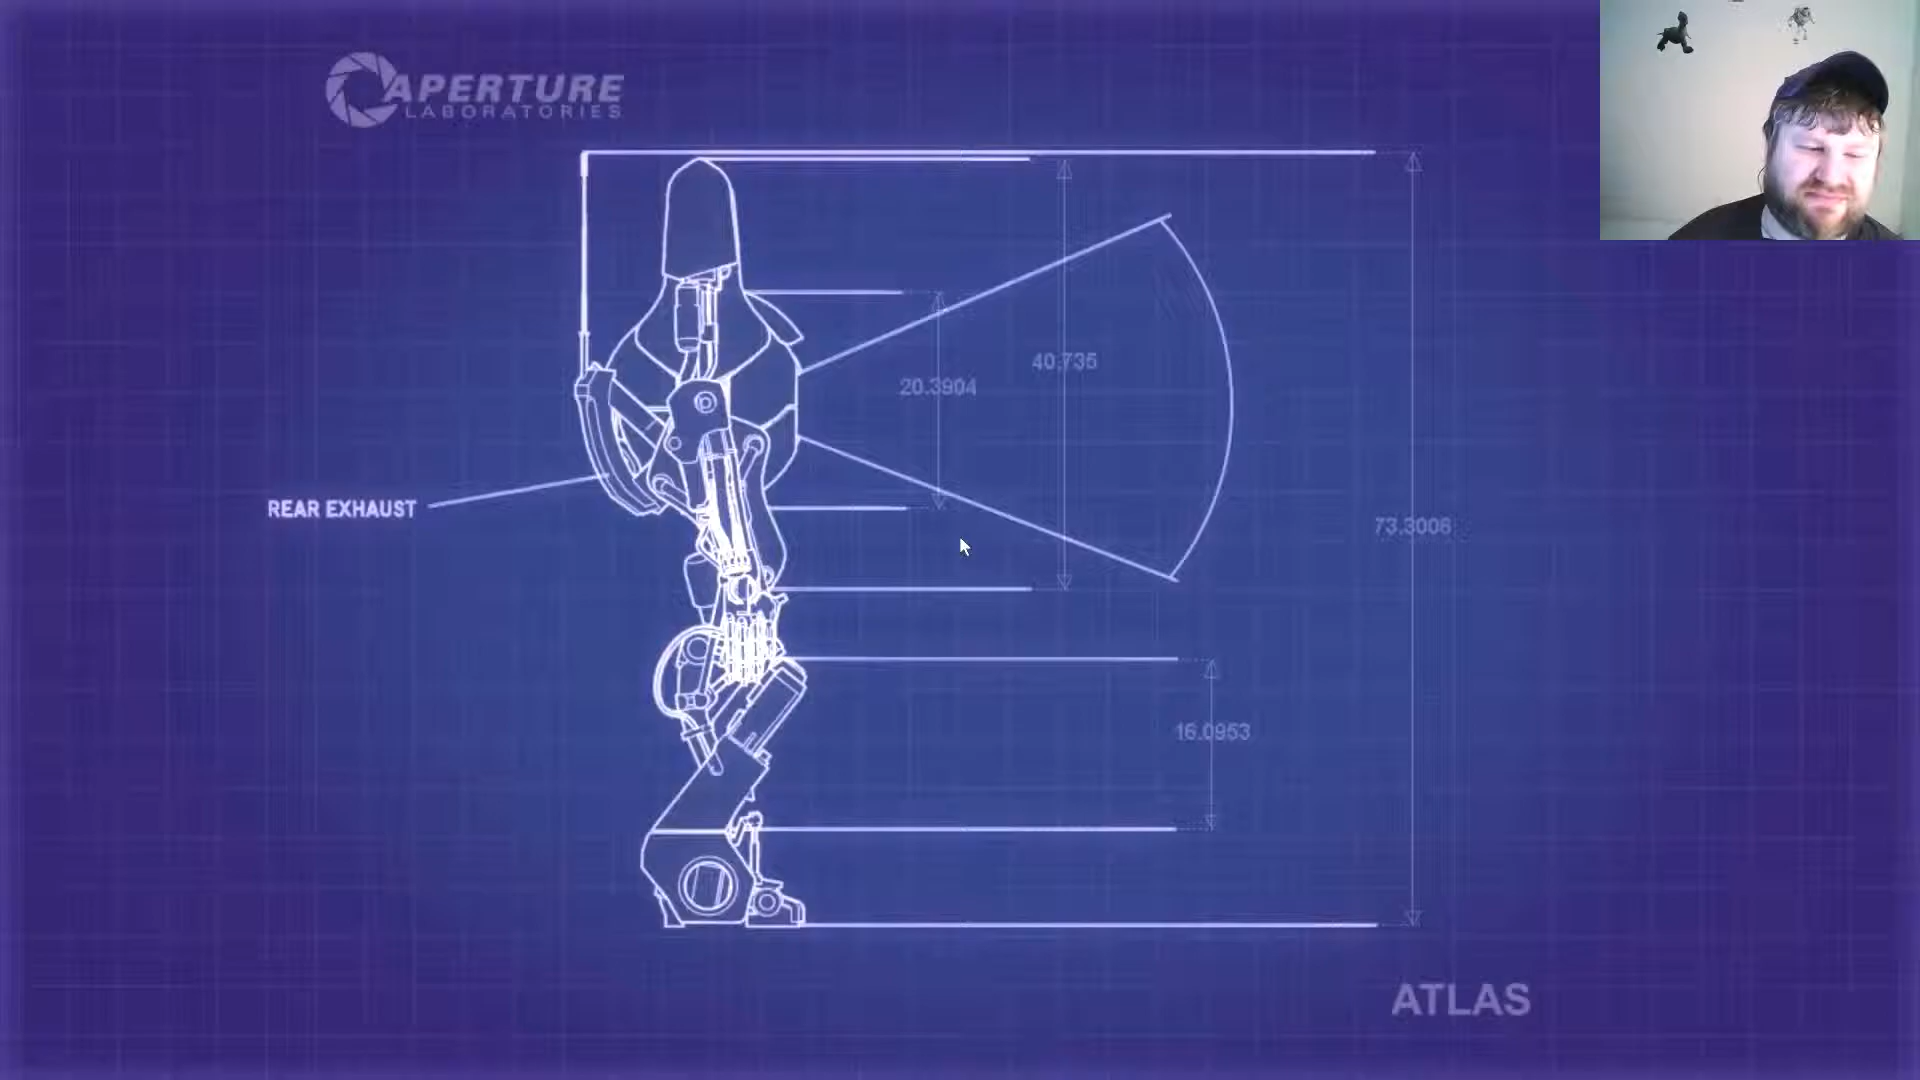 APERTURE
LABORATORIES
40.735
20.3904
REAR EXHAUST
73.3006
16.0953
ATLAS